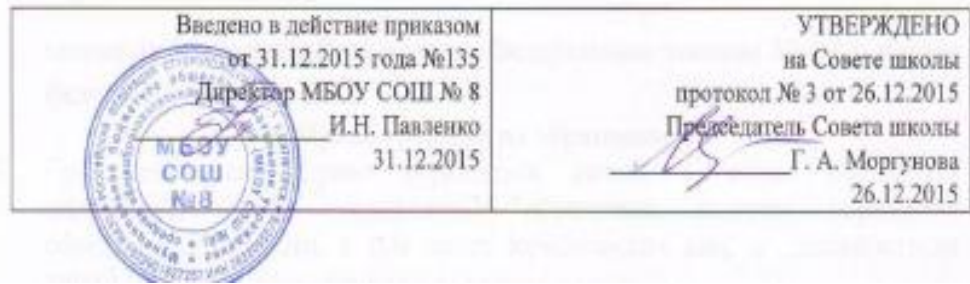 Введено в действие приказом
от 31.12.2015 года №135
Директор МБОУ СОШ № 8
И.Н. Павленко
31.12.2015
УТВЕРЖДЕНО
на Совете школы
протокол № 3 от 26.12.2015
Председатель Совета школы
Г. А. Моргунова
26.12.2015
МБОУ
СОШ
№8